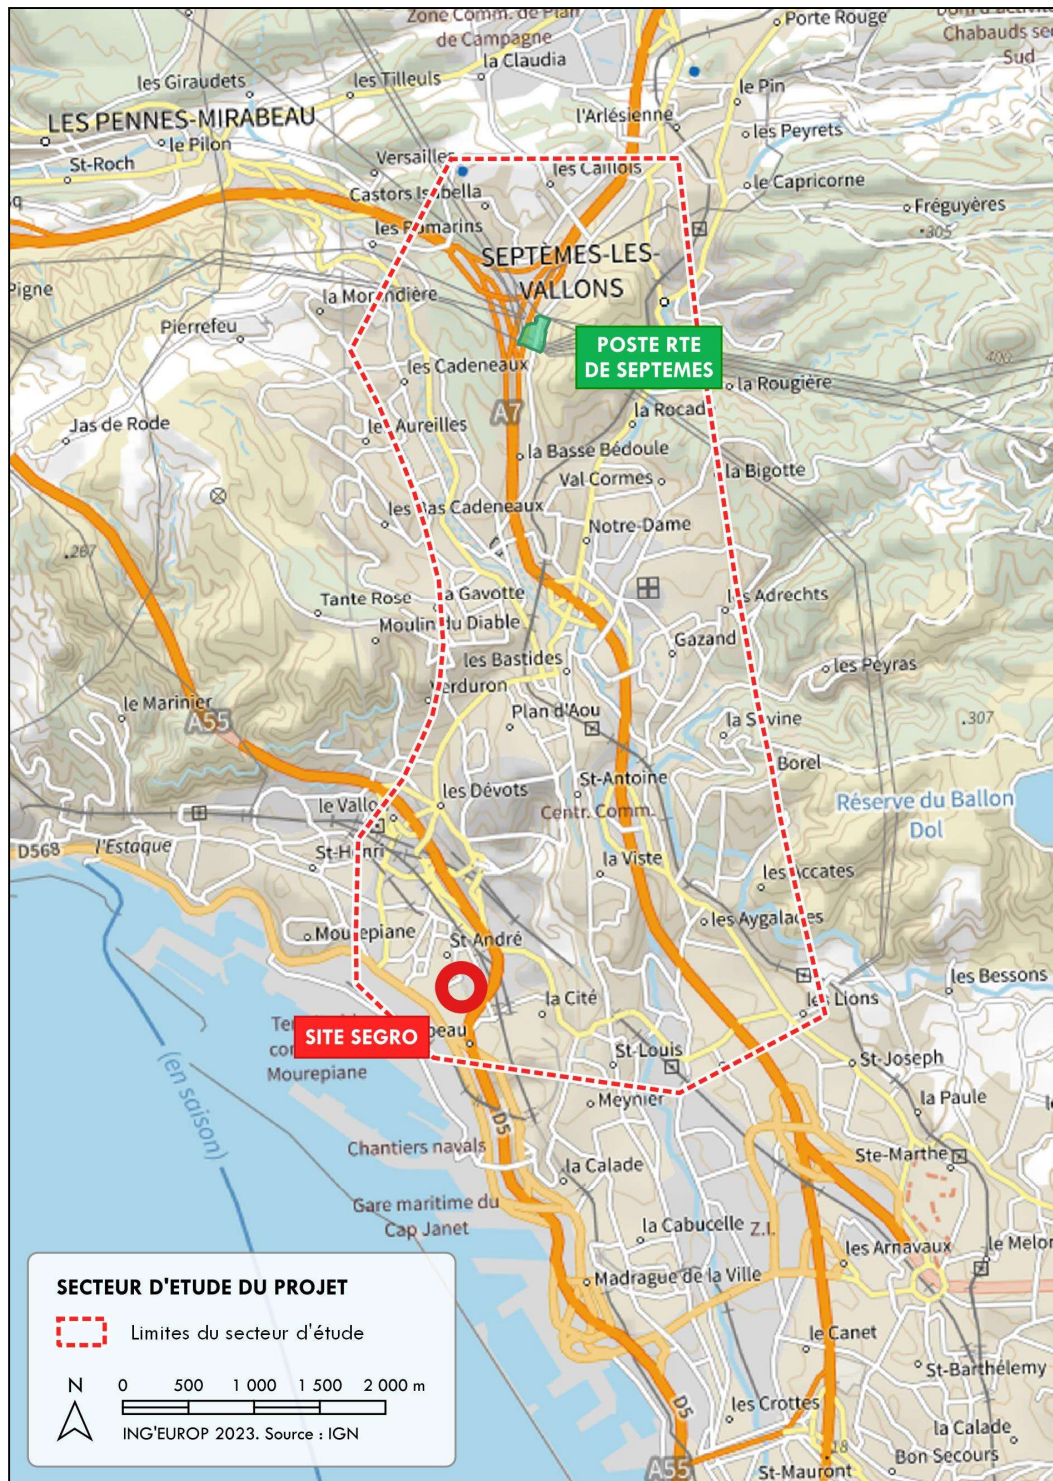 Zone Comm. de Plan
de Campagne
Porte Rouge
Chabauds
Sud
la Claudia
les Giraudets
les Tilleuls
le Pin
LES PENNES-MIRABEAU
l'Arlésienne
les Peyrets
le Pilon
St-Roch
Versailles
les Caillols
le Capricorne
Castors Isabella
Fréguyères
les Romarins
305
SEPTÈMES-LES-
VALLONS
Pigne
la Morandière
Pierrefeu
POSTE RTE
DE SEPTEMES
400
les Cadeneaux
la Rougière
A7
la Rocad
Jas de Rode
les Aureilles
la Basse Bédoule
la Bigotte
Val Cormes
les Bas Cadeneaux
Notre-Dame
267
la Gavotte
les Adrechts
Tante Rose
Moulin du Diable
Gazand
les Bastides
les Peyras
Verduron
le Marinier
A55
Plan d'Aou
la Savine
307
Borel
St-Antoine
les Dévots
le Vallo
Centr. Comm.
Réserve du Ballon
Dol
D568
l'Estaque
St-Henri
la Viste
les Accates
les Aygalades
Mourepiane
St-André
les Bessons
la Cité
les Lions
SITE SEGRO
beau
Mourepiane
St-Louis
St-Joseph
(en saison)
Meynier
la Paule
D5
Chantiers navals
Ste-Marthe
la Calade
Gare maritime du
Cap Janet
la Cabucelle
Z.I.
les Arnavaux
le Melon
SECTEUR D'ETUDE DU PROJET
Madrague de la Ville
Limites du secteur d'étude
le Canet
St-Barthélemy
N
0 500 1 000 1 500 2 000 m
D5
les Crottes
la Calade
ING'EUROP 2023. Source : IGN
18
Bon Secours
A55
St-Mauront